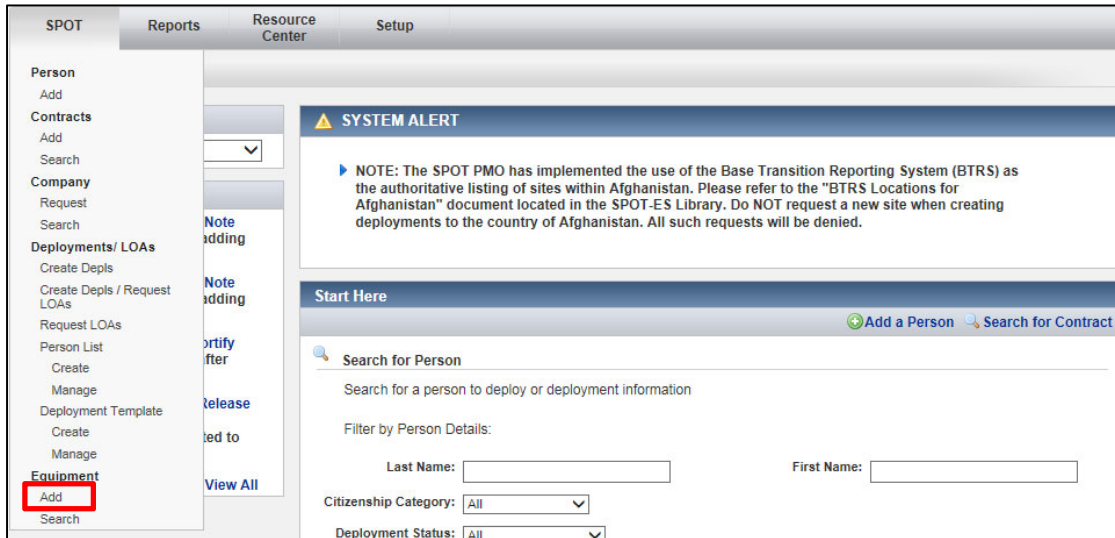 SPOT
Reports
Resource
Center
Setup
Person
Add
Contracts
Add
Search
Company
Request
Search
Deployments/ LOAs
Create Depls
Create Depls / Request
LOAs
Request LOAs
Person List
Create
Manage
Deployment Template
Create
Manage
Equipment
Add
Search
Note
adding
Note
adding
ortify
fter
Release
ted to
View All
SYSTEM ALERT
NOTE: The SPOT PMO has implemented the use of the Base Transition Reporting System (BTRS) as
the authoritative listing of sites within Afghanistan. Please refer to the "BTRS Locations for
Afghanistan" document located in the SPOT-ES Library. Do NOT request a new site when creating
deployments to the country of Afghanistan. All such requests will be denied.
Start Here
Add a Person Search for Contract
Search for Person
Search for a person to deploy or deployment information
Filter by Person Details:
Last Name: First Name:
Citizenship Category: All
Deployment Status: All